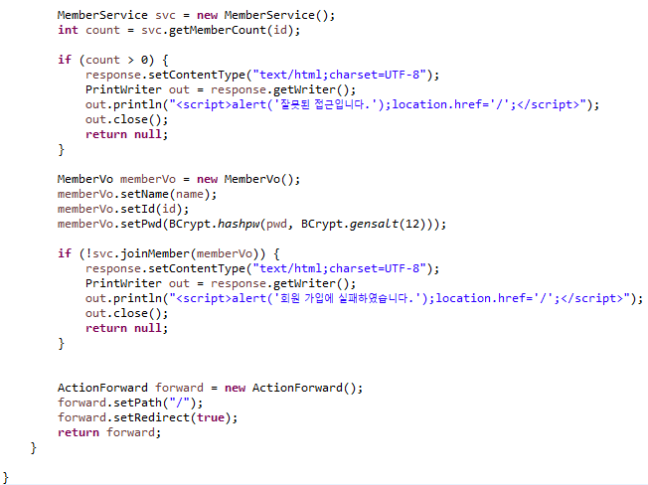 MemberService svc = new MemberService();
int count = svc.getMemberCount(id);
if (count > 0) {
response.setContentType("text/html;charset=UTF-8");
PrintWriter out = response.getWriter();
out.println("<script>alert('잘못된 접근입니다.');location.href='/';</script>");
out.close();
return null;
}
MemberVo memberVo = new MemberVo();
memberVo.setName(name);
memberVo.setId(id);
memberVo.setPwd(BCrypt.hashpw(pwd, BCrypt.gensalt(12)));
if (!svc.joinMember(memberVo)) {
response.setContentType("text/html;charset=UTF-8");
PrintWriter out = response.getWriter();
out.println("<script>alert('회원 가입에 실패하였습니다.');location.href='/';</script>");
out.close();
return null;
}
ActionForward forward = new ActionForward();
forward.setPath("/");
forward.setRedirect(true);
return forward;
}
}